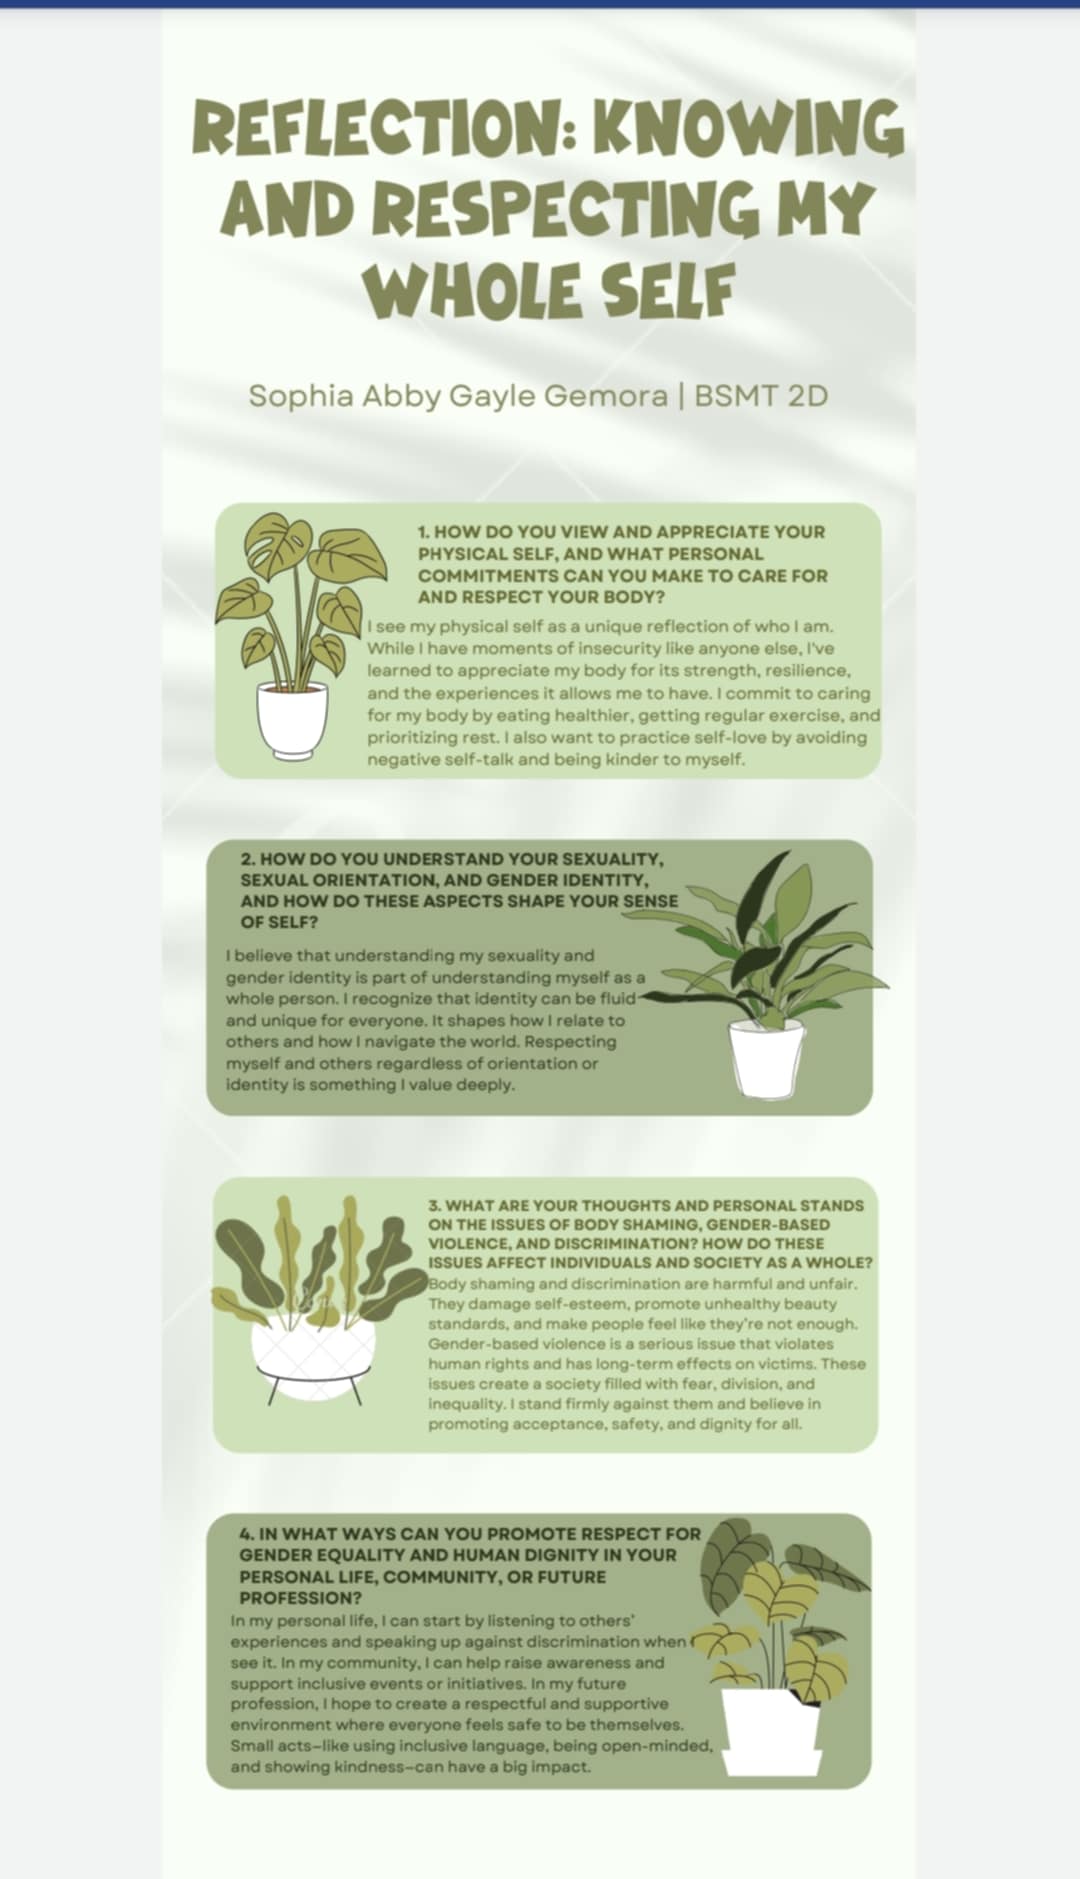 REFLECTION: KNOWING
AND RESPECTING MY
WHOLE SELF
Sophia Abby Gayle Gemora | BSMT 2D
1. HOW DO YOU VIEW AND APPRECIATE YOUR
PHYSICAL SELF, AND WHAT PERSONAL
COMMITMENTS CAN YOU MAKE TO CARE FOR
AND RESPECT YOUR BODY?
I see my physical self as a unique reflection of who I am.
While I have moments of insecurity like anyone else, I've
learned to appreciate my body for its strength, resilience,
and the experiences it allows me to have. I commit to caring
for my body by eating healthier, getting regular exercise, and
prioritizing rest. I also want to practice self-love by avoiding
negative self-talk and being kinder to myself.
2. HOW DO YOU UNDERSTAND YOUR SEXUALITY,
SEXUAL ORIENTATION, AND GENDER IDENTITY,
AND HOW DO THESE ASPECTS SHAPE YOUR SENSE
OF SELF?
I believe that understanding my sexuality and
gender identity is part of understanding myself as a
whole person. I recognize that identity can be fluid
and unique for everyone. It shapes how I relate to
others and how I navigate the world. Respecting
myself and others regardless of orientation or
identity is something I value deeply.
3. WHAT ARE YOUR THOUGHTS AND PERSONAL STANDS
ON THE ISSUES OF BODY SHAMING, GENDER-BASED
VIOLENCE, AND DISCRIMINATION? HOW DO THESE
ISSUES AFFECT INDIVIDUALS AND SOCIETY AS A WHOLE?
Body shaming and discrimination are harmful and unfair.
They damage self-esteem, promote unhealthy beauty
standards, and make people feel like they're not enough.
Gender-based violence is a serious issue that violates
human rights and has long-term effects on victims. These
issues create a society filled with fear, division, and
inequality. I stand firmly against them and believe in
promoting acceptance, safety, and dignity for all.
4. IN WHAT WAYS CAN YOU PROMOTE RESPECT FOR
GENDER EQUALITY AND HUMAN DIGNITY IN YOUR
PERSONAL LIFE, COMMUNITY, OR FUTURE
PROFESSION?
In my personal life, I can start by listening to others'
experiences and speaking up against discrimination when
see it. In my community, I can help raise awareness and
support inclusive events or initiatives. In my future
profession, I hope to create a respectful and supportive
environment where everyone feels safe to be themselves.
Small acts—like using inclusive language, being open-minded,
and showing kindness—can have a big impact.